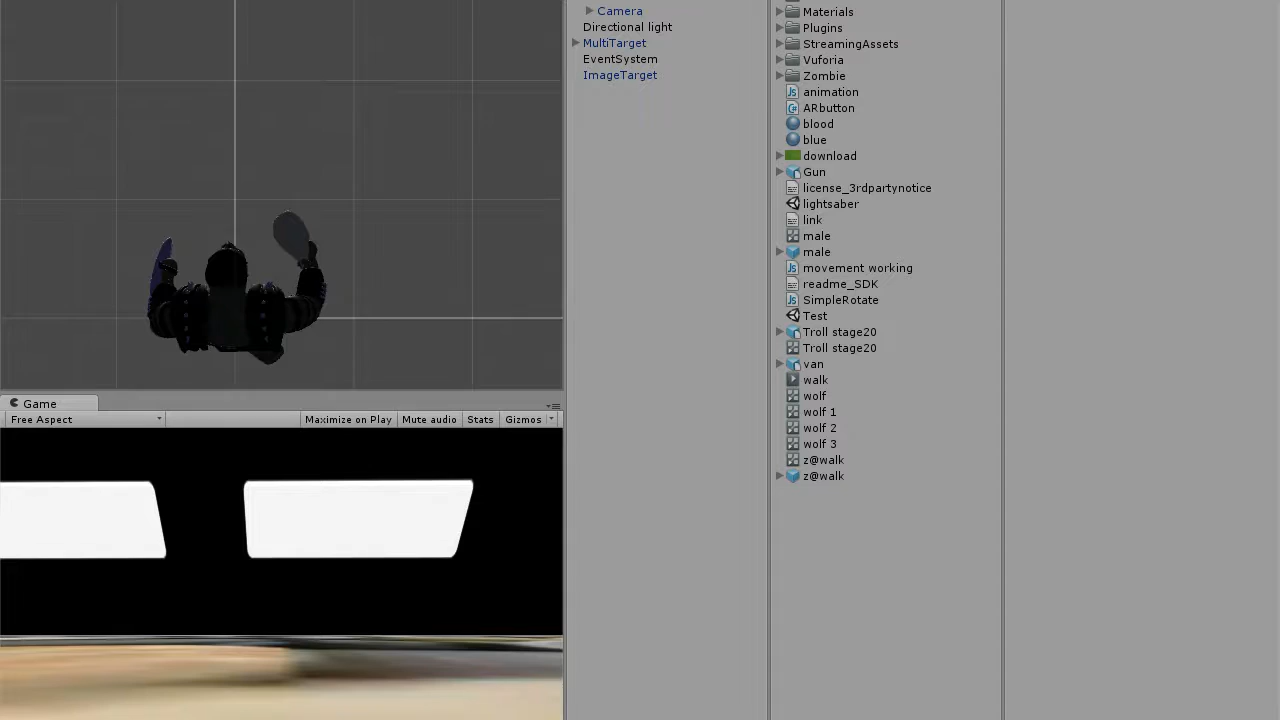 Camera
Directional light
MultiTarget
EventSystem
ImageTarget
Materials
Plugins
StreamingAssets
Vuforia
Zombie
animation
ARbutton
blood
blue
download
Gun
license_3rdpartynotice
lightsaber
link
male
male
movement working
readme_SDK
SimpleRotate
Test
Troll stage20
Troll stage20
van
walk
wolf
wolf 1
wolf 2
wolf 3
z@walk
z@walk
Game
Free Aspect Maximize on Play Mute audio Stats Gizmos